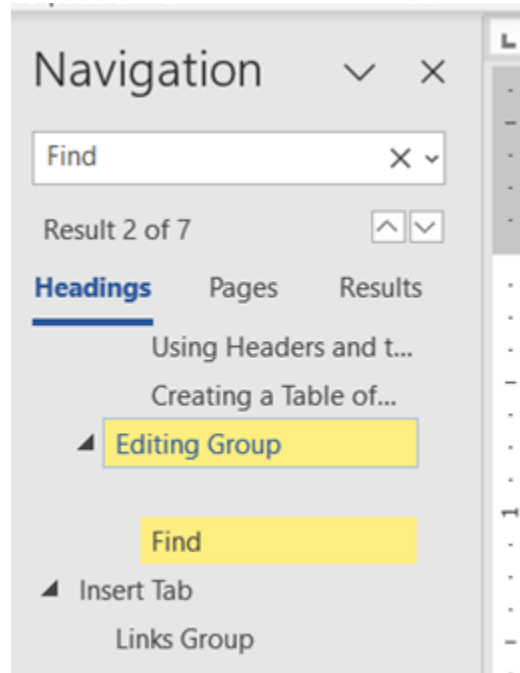 Navigation
Find
Result 2 of 7
Headings Pages Results
Using Headers and t...
Creating a Table of...
Editing Group
Find
Insert Tab
Links Group
1